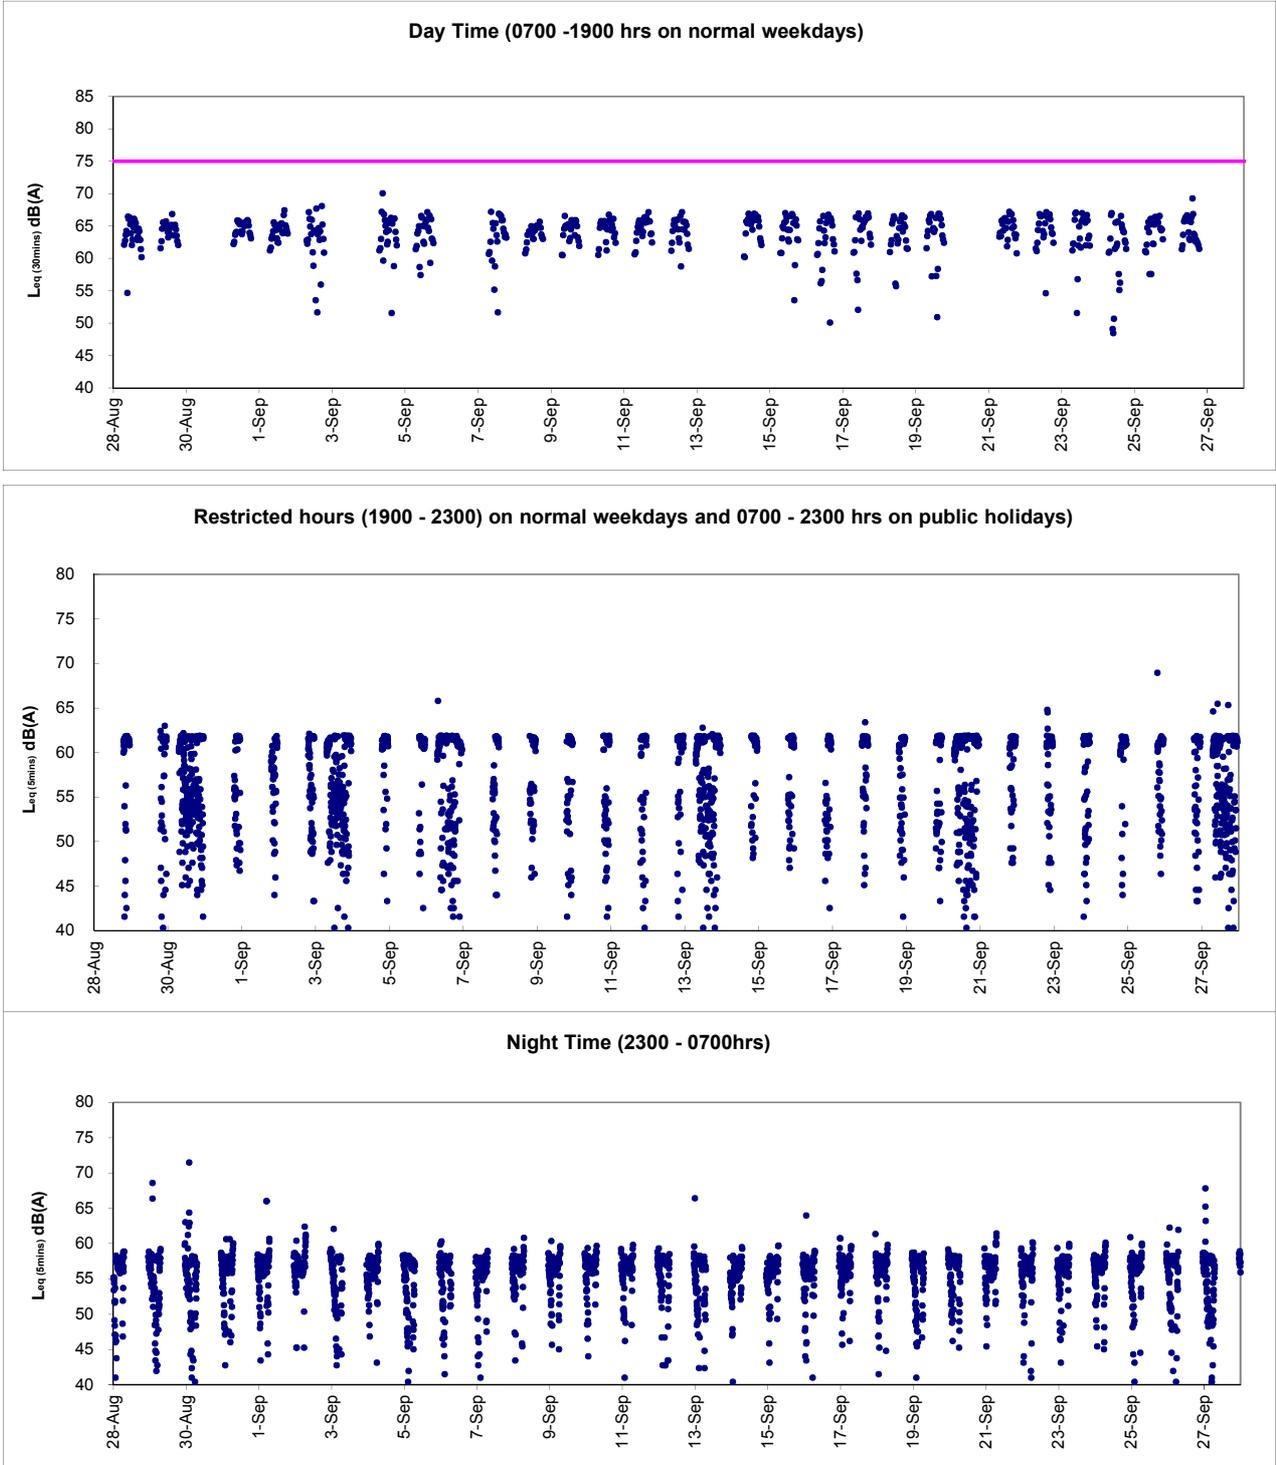 Day Time (0700 -1900 hrs on normal weekdays)
85
80
75
70
65
60
55
50
45
40
Leq (30mins) dB(A)
28-Aug
30-Aug
1-Sep
3-Sep
5-Sep
7-Sep
9-Sep
11-Sep
13-Sep
15-Sep
17-Sep
19-Sep
21-Sep
23-Sep
25-Sep
27-Sep
Restricted hours (1900 - 2300) on normal weekdays and 0700 - 2300 hrs on public holidays)
80
75
70
65
60
55
50
45
40
Leq (5mins) dB(A)
28-Aug
30-Aug
1-Sep
3-Sep
5-Sep
7-Sep
9-Sep
11-Sep
13-Sep
15-Sep
17-Sep
19-Sep
21-Sep
23-Sep
25-Sep
27-Sep
Night Time (2300 - 0700hrs)
80
75
70
65
60
55
50
45
40
Leq (5mins) dB(A)
28-Aug
30-Aug
1-Sep
3-Sep
5-Sep
7-Sep
9-Sep
11-Sep
13-Sep
15-Sep
17-Sep
19-Sep
21-Sep
23-Sep
25-Sep
27-Sep